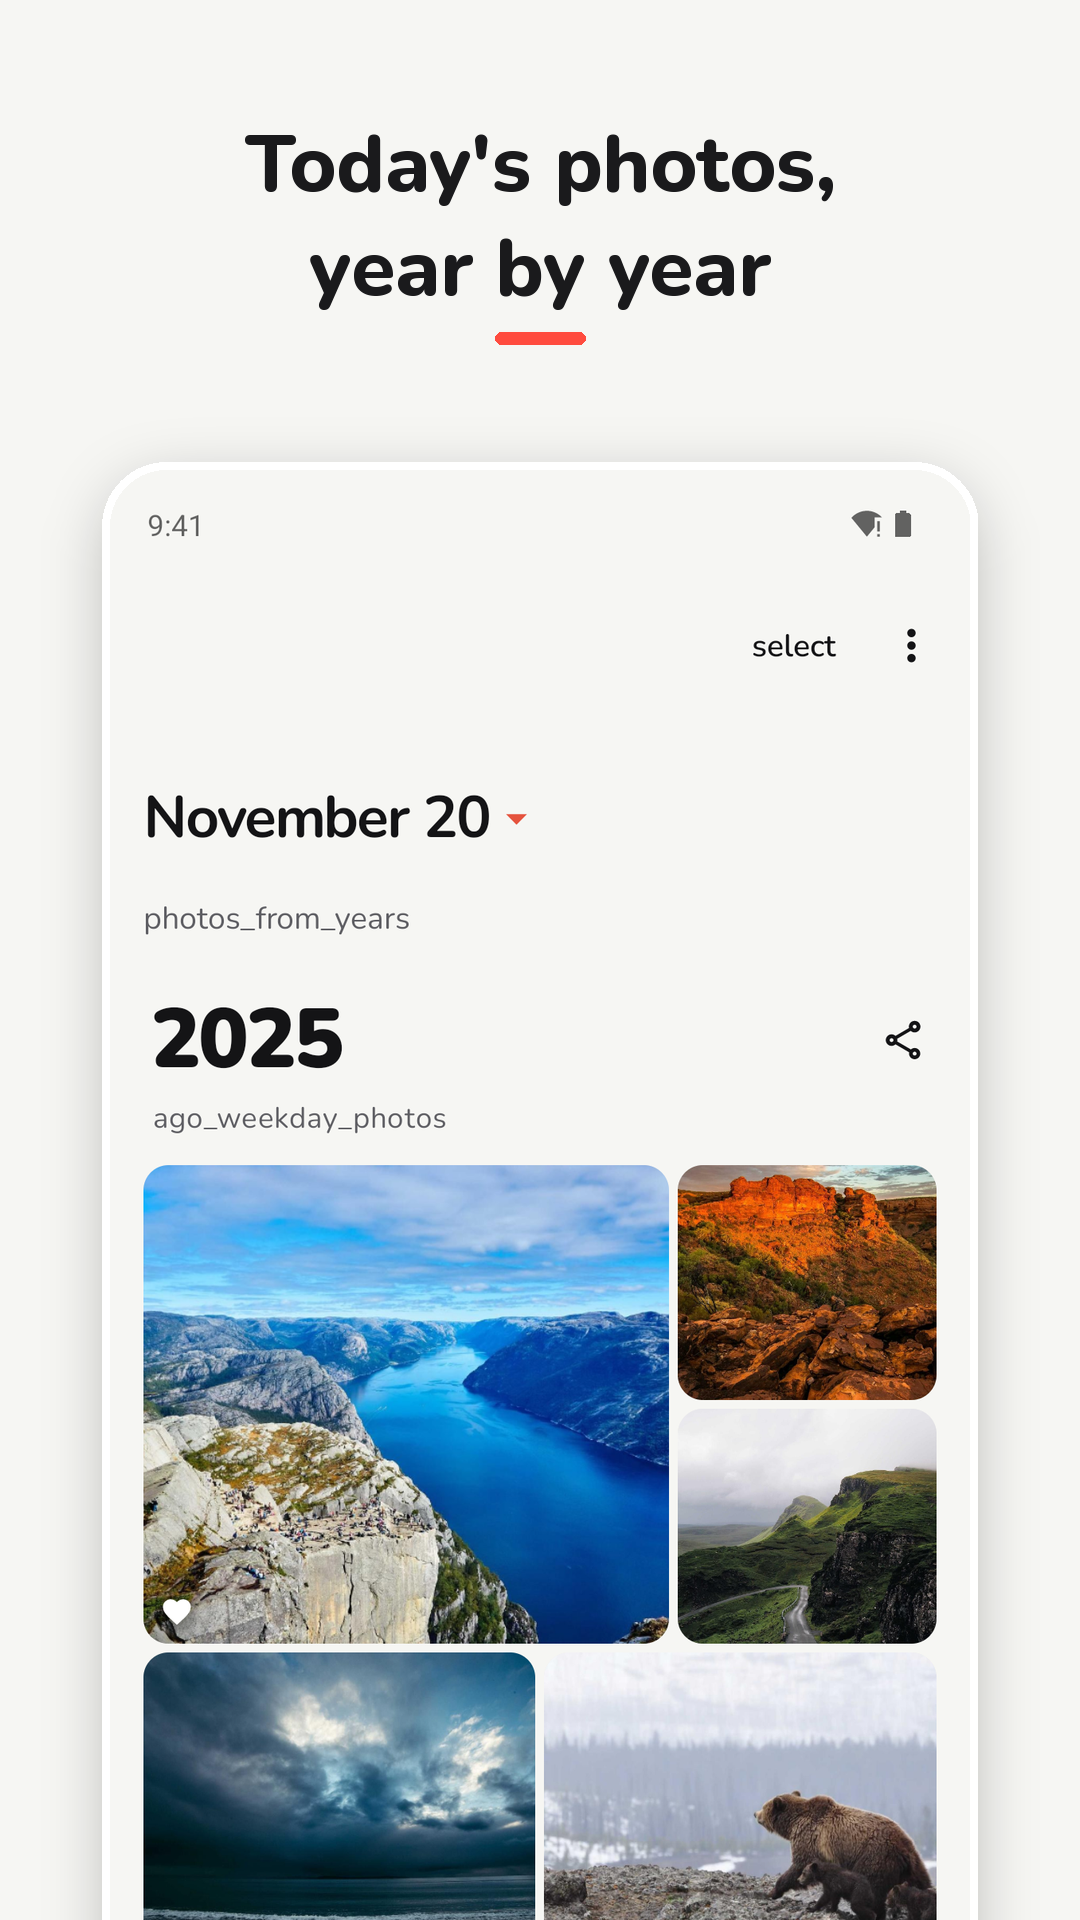 Today's photos,
year by year
9:41
select
November 20
photos_from_years
2025
ago_weekday_photos